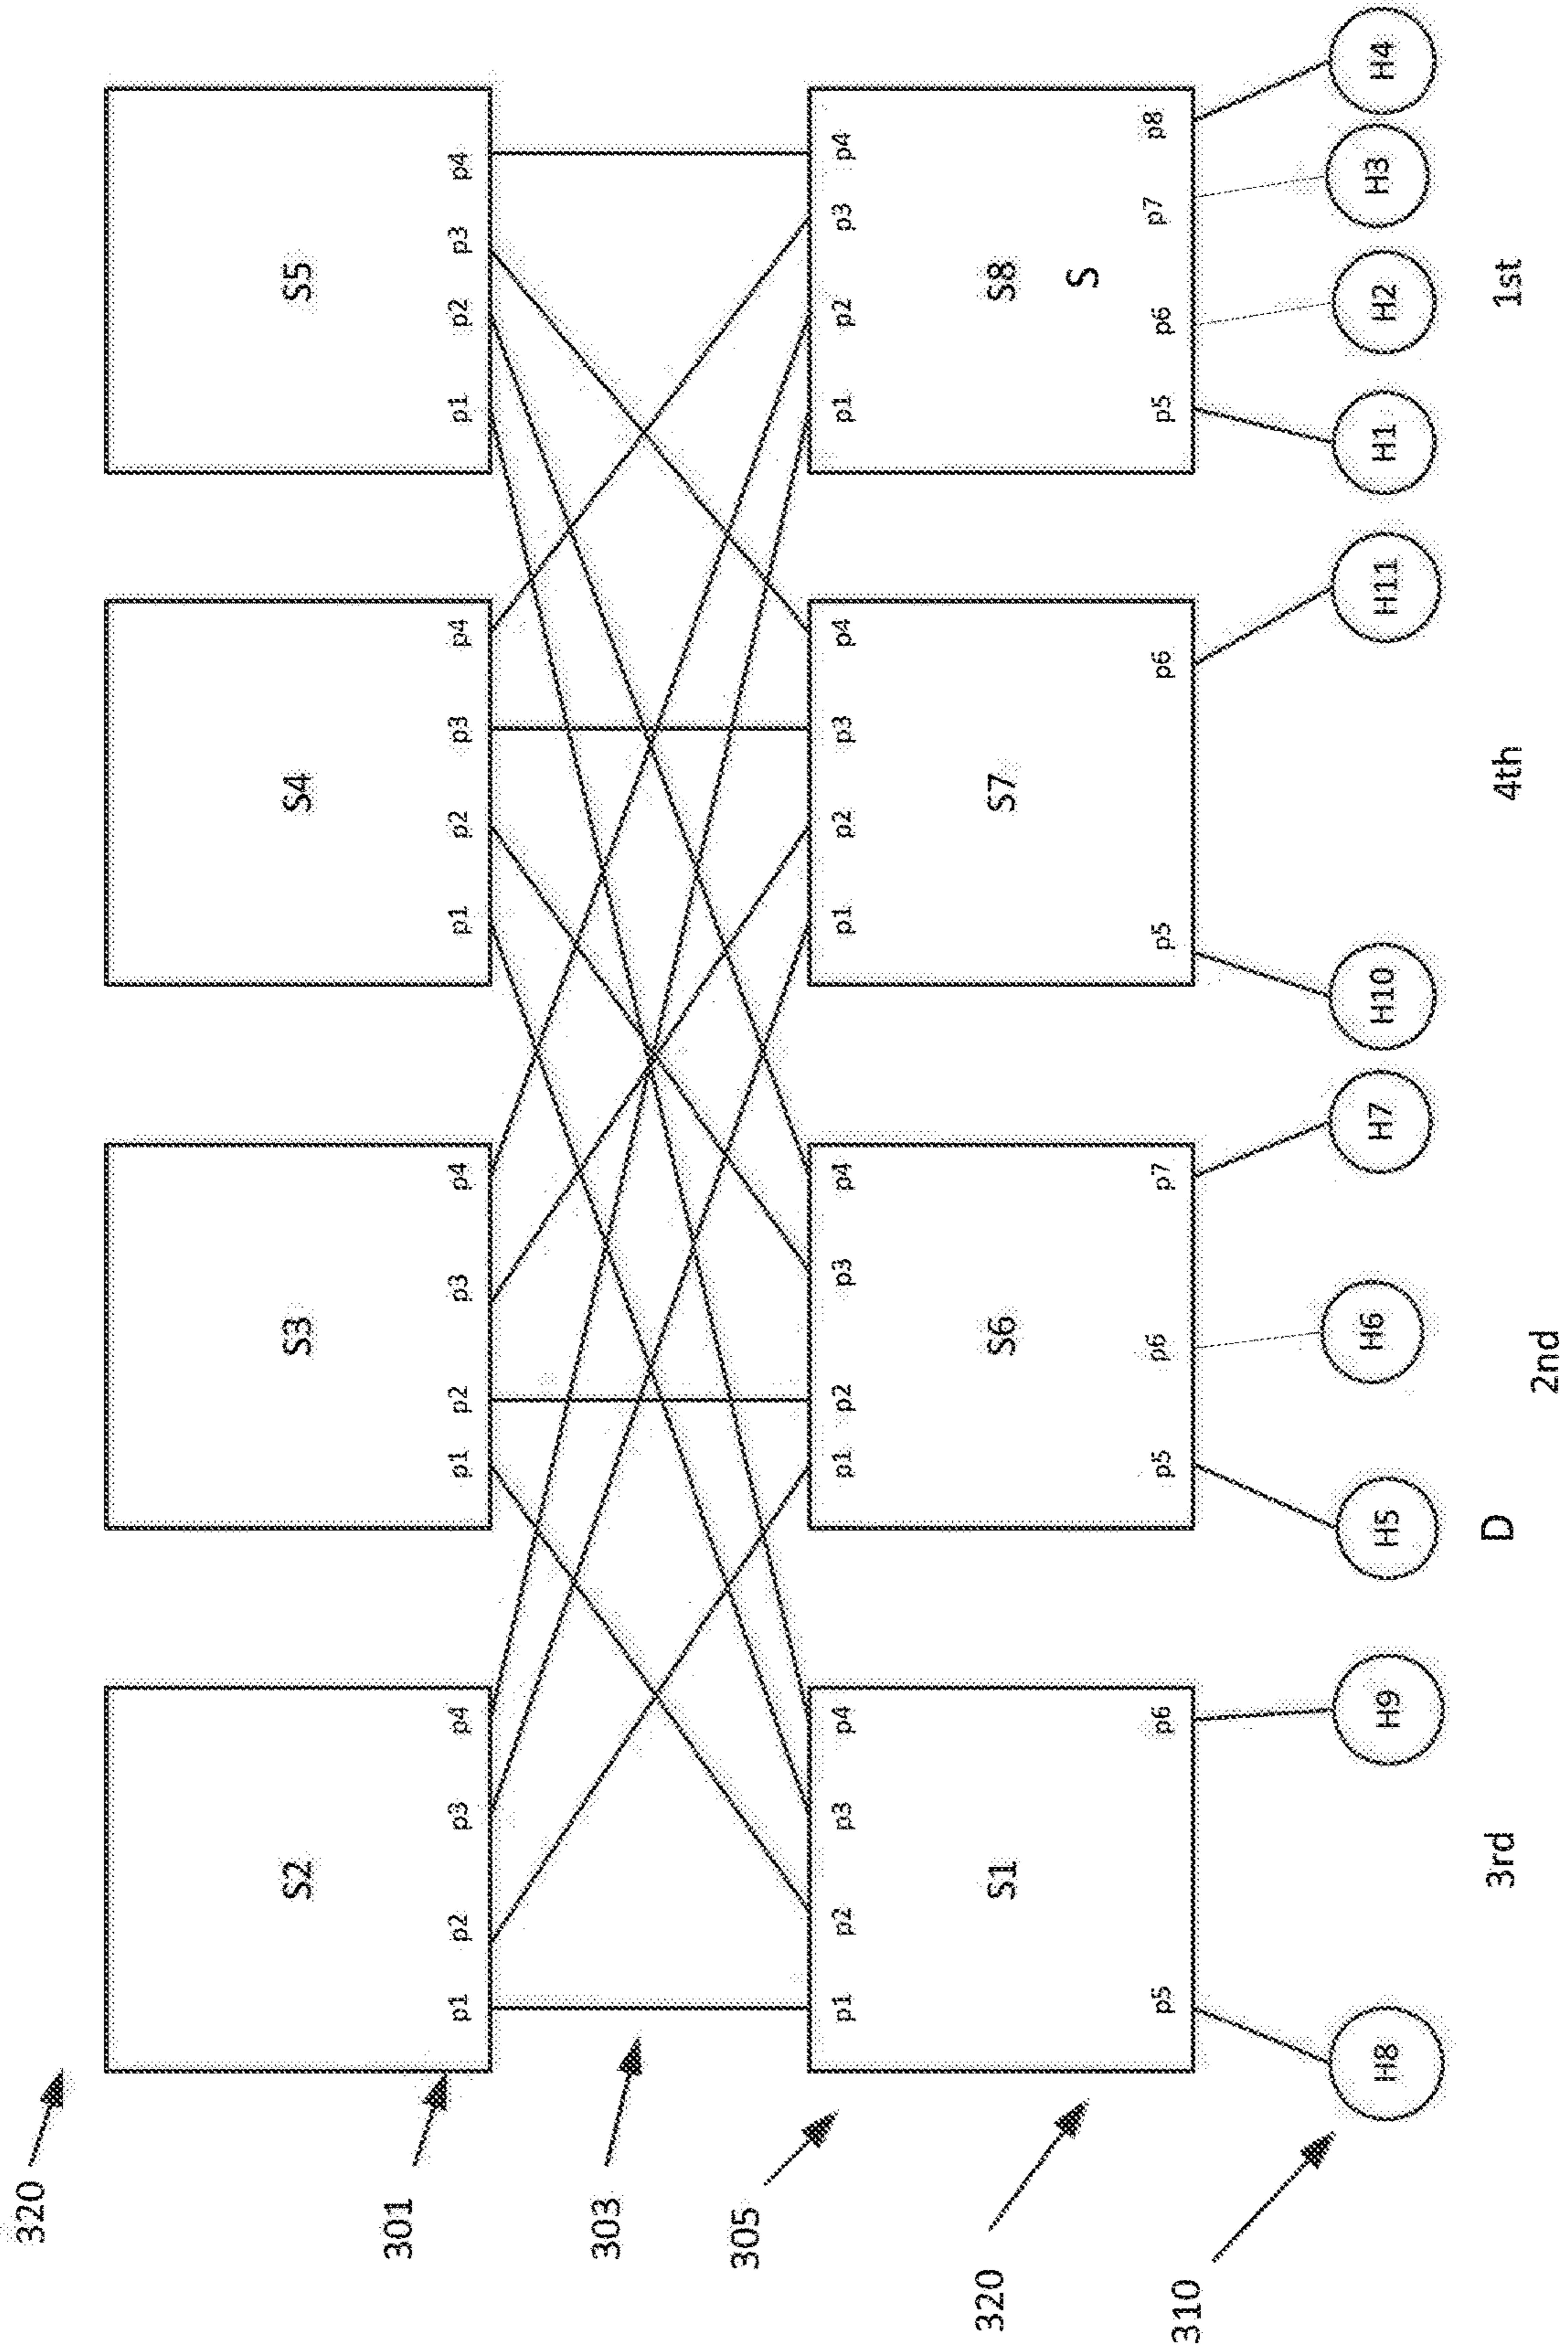 320
S2 S3 S4 S5
301
p1 p2 p3 p4 p1 p2 p3 p4 p1 p2 p3 p4 p1 p2 p3 p4
303
305
p1 p2 p3 p4 p1 p2 p3 p4 p1 p2 p3 p4 p1 p2 p3 p4
320
S1 S6 S7 S8
S
p5 p6 p5 p6 p7 p5 p6 p5 p6 p7 p8
310
H8 H9 H5 H6 H7 H10 H11 H1 H2 H3 H4
3rd D 2nd 4th 1st